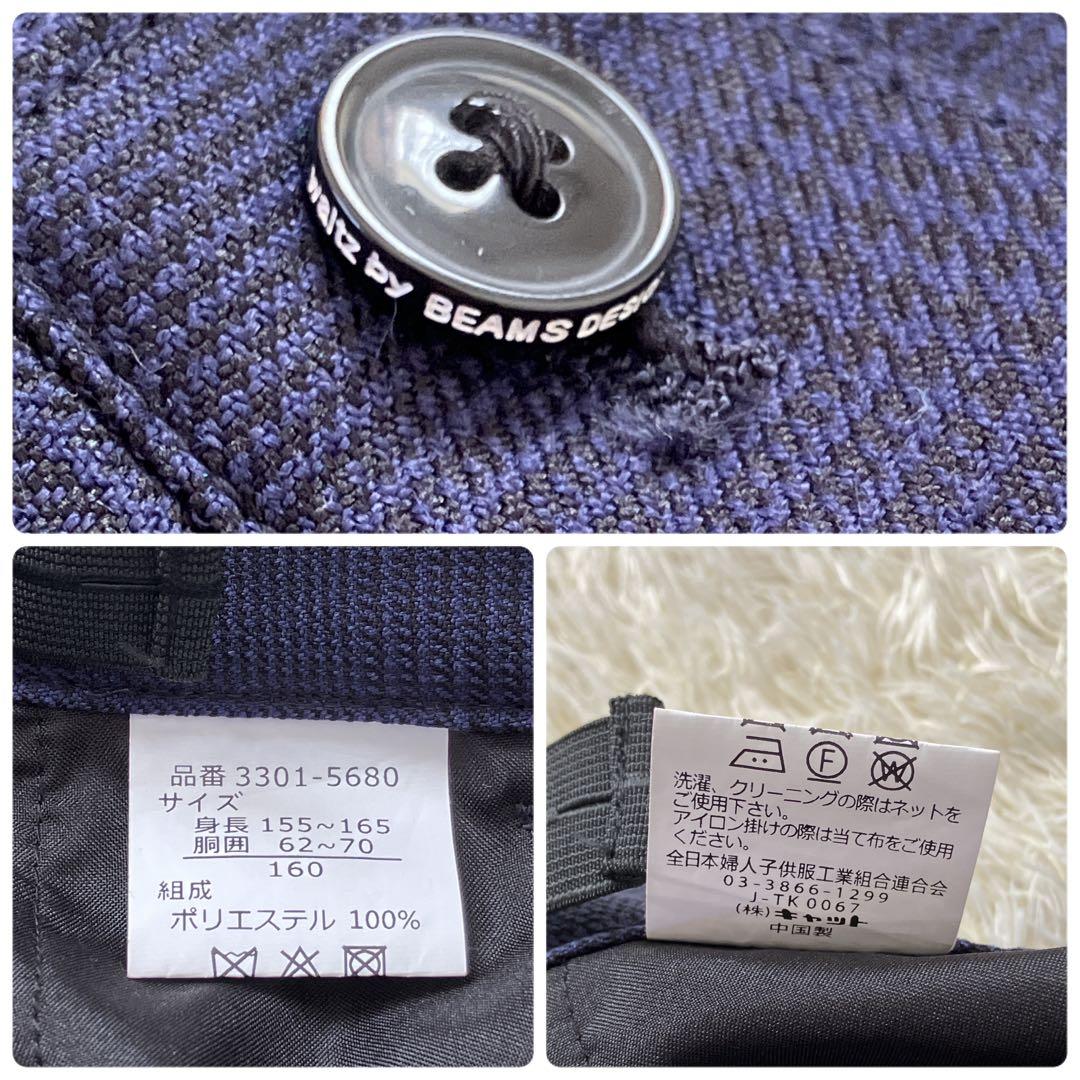 waltz by BEAMS DESIGN
品番 3301-5680
サイズ
身長 155~165
胴囲 62~70
160
組成
ポリエステル 100%
F
W
洗濯、クリーニングの際はネットを
ご使用下さい。
アイロン掛けの際は当て布をご使用
ください。
全日本婦人子供服工業組合連合会
03-3866-1299
J-TK0067
(株)キャット
中国製